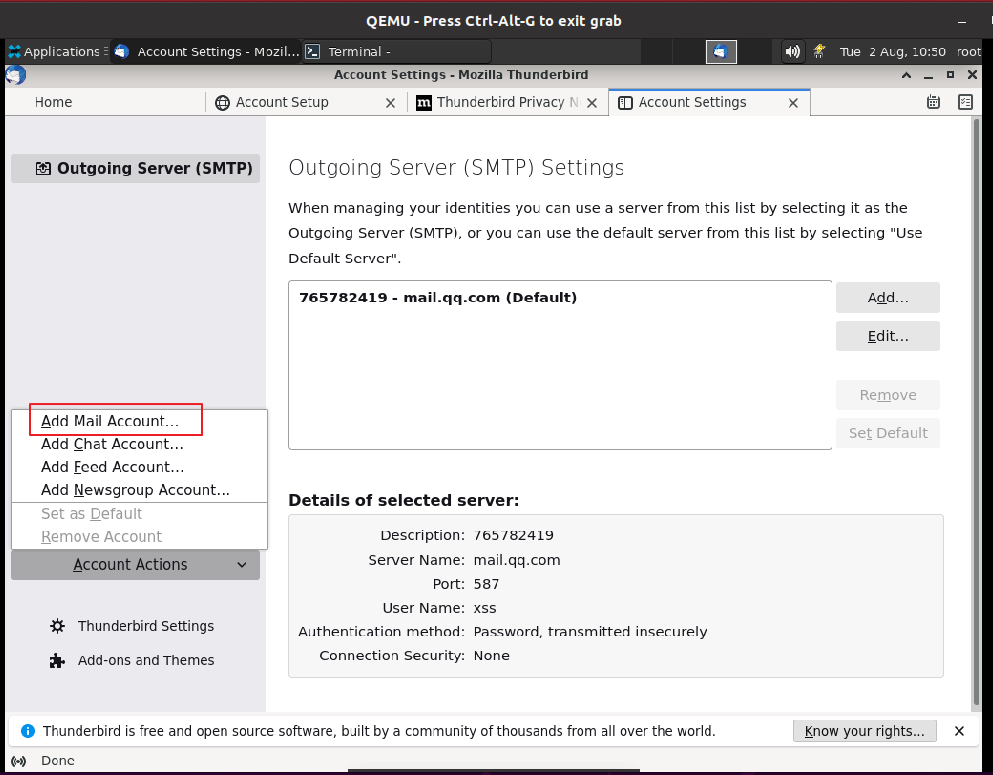 QEMU - Press Ctrl-Alt-G to exit grab
Applications Account Settings - Mozil... Terminal - Tue 2 Aug, 10:50 root
Account Settings - Mozilla Thunderbird
Home Account Setup Thunderbird Privacy N Account Settings
Outgoing Server (SMTP)
Outgoing Server (SMTP) Settings
When managing your identities you can use a server from this list by selecting it as the
Outgoing Server (SMTP), or you can use the default server from this list by selecting "Use
Default Server".
765782419 - mail.qq.com (Default)
Add...
Edit...
Remove
Set Default
Add Mail Account...
Add Chat Account...
Add Feed Account...
Add Newsgroup Account...
Set as Default
Remove Account
Account Actions
Thunderbird Settings
Add-ons and Themes
Details of selected server:
Description: 765782419
Server Name: mail.qq.com
Port: 587
User Name: xss
Authentication method: Password, transmitted insecurely
Connection Security: None
Thunderbird is free and open source software, built by a community of thousands from all over the world.
Know your rights...
Done